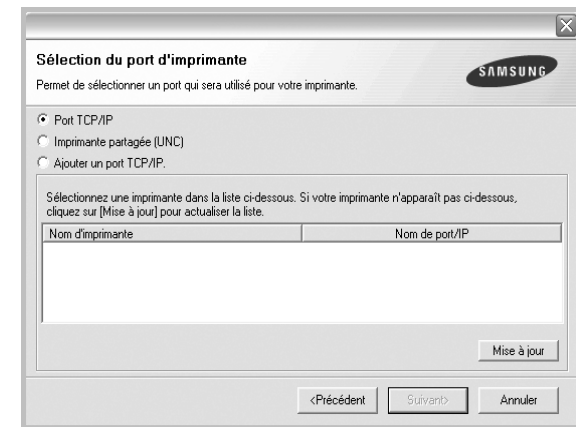 Sélection du port d'imprimante
Permet de sélectionner un port qui sera utilisé pour votre imprimante.
SAMSUNG
Port TCP/IP
Imprimante partagée (UNC)
Ajouter un port TCP/IP.
Sélectionnez une imprimante dans la liste ci-dessous. Si votre imprimante n'apparaît pas ci-dessous,
cliquez sur [Mise à jour] pour actualiser la liste.
Nom d'imprimante Nom de port/IP
Mise à jour
<Précédent Suivant> Annuler